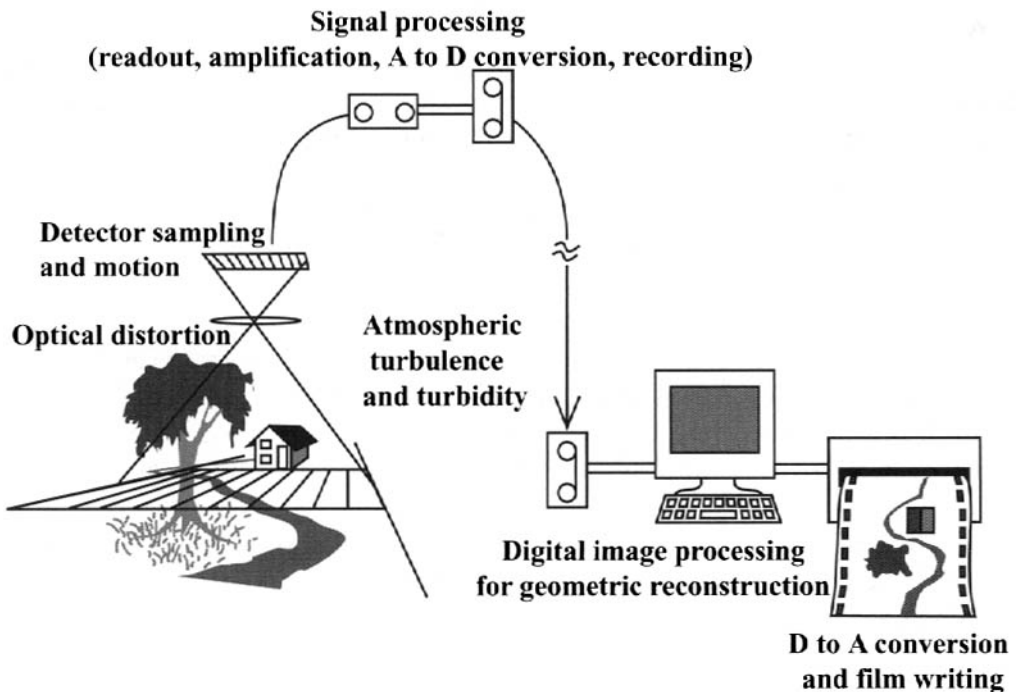 Signal processing
(readout, amplification, A to D conversion, recording)
Detector sampling
and motion
Optical distortion
Atmospheric
turbulence
and turbidity
Digital image processing
for geometric reconstruction
D to A conversion
and film writing